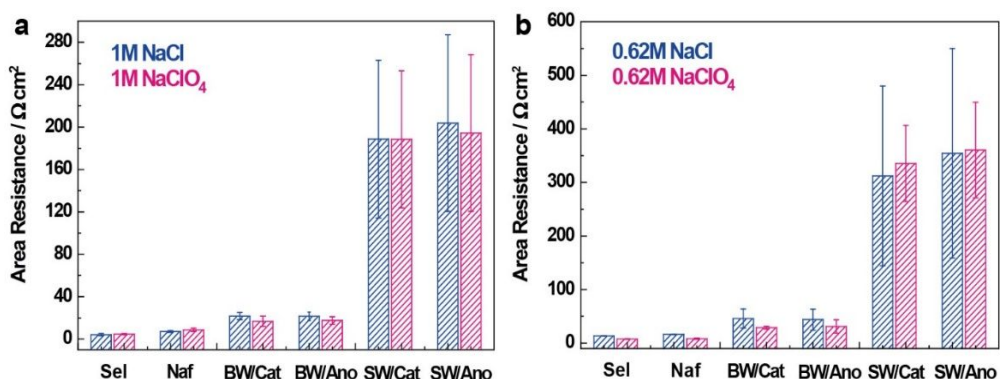 a
280
240
200
160
120
80
40
0
Area Resistance / Ω cm²
1M NaCl
1M NaClO₄
Sel Naf BW/Cat BW/Ano SW/Cat SW/Ano
b
600
500
400
300
200
100
0
Area Resistance / Ω cm²
0.62M NaCl
0.62M NaClO₄
Sel Naf BW/Cat BW/Ano SW/Cat SW/Ano